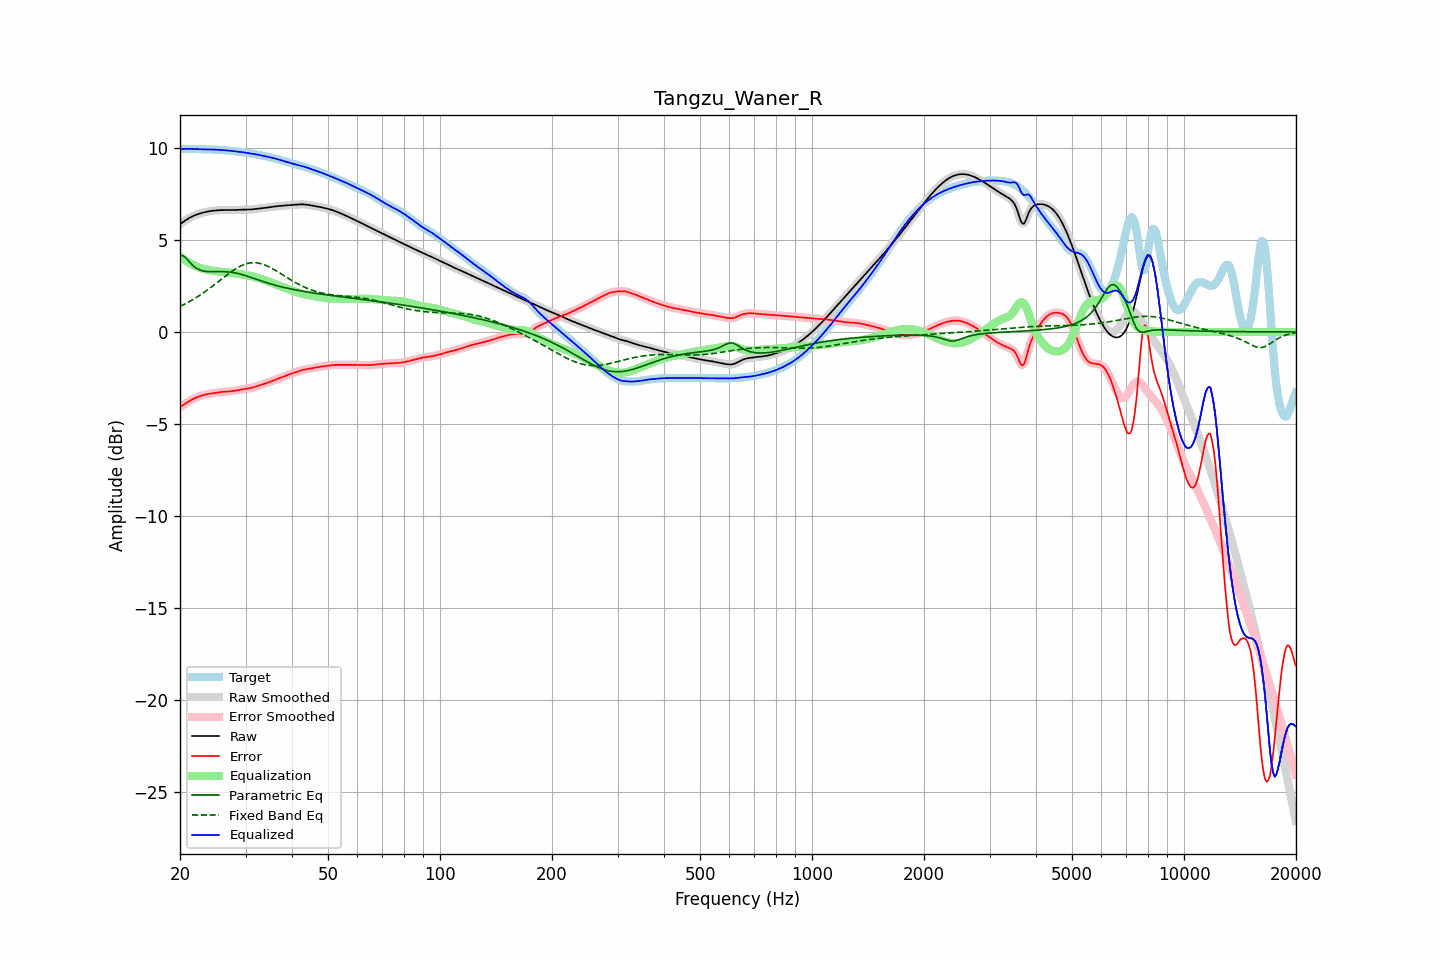 Tangzu_Waner_R
10
5
0
−5
−10
−15
−20
−25
Amplitude (dBr)
Target
Raw Smoothed
Error Smoothed
Raw
Error
Equalization
Parametric Eq
Fixed Band Eq
Equalized
20 50 100 200 500 1000 2000 5000 10000 20000
Frequency (Hz)